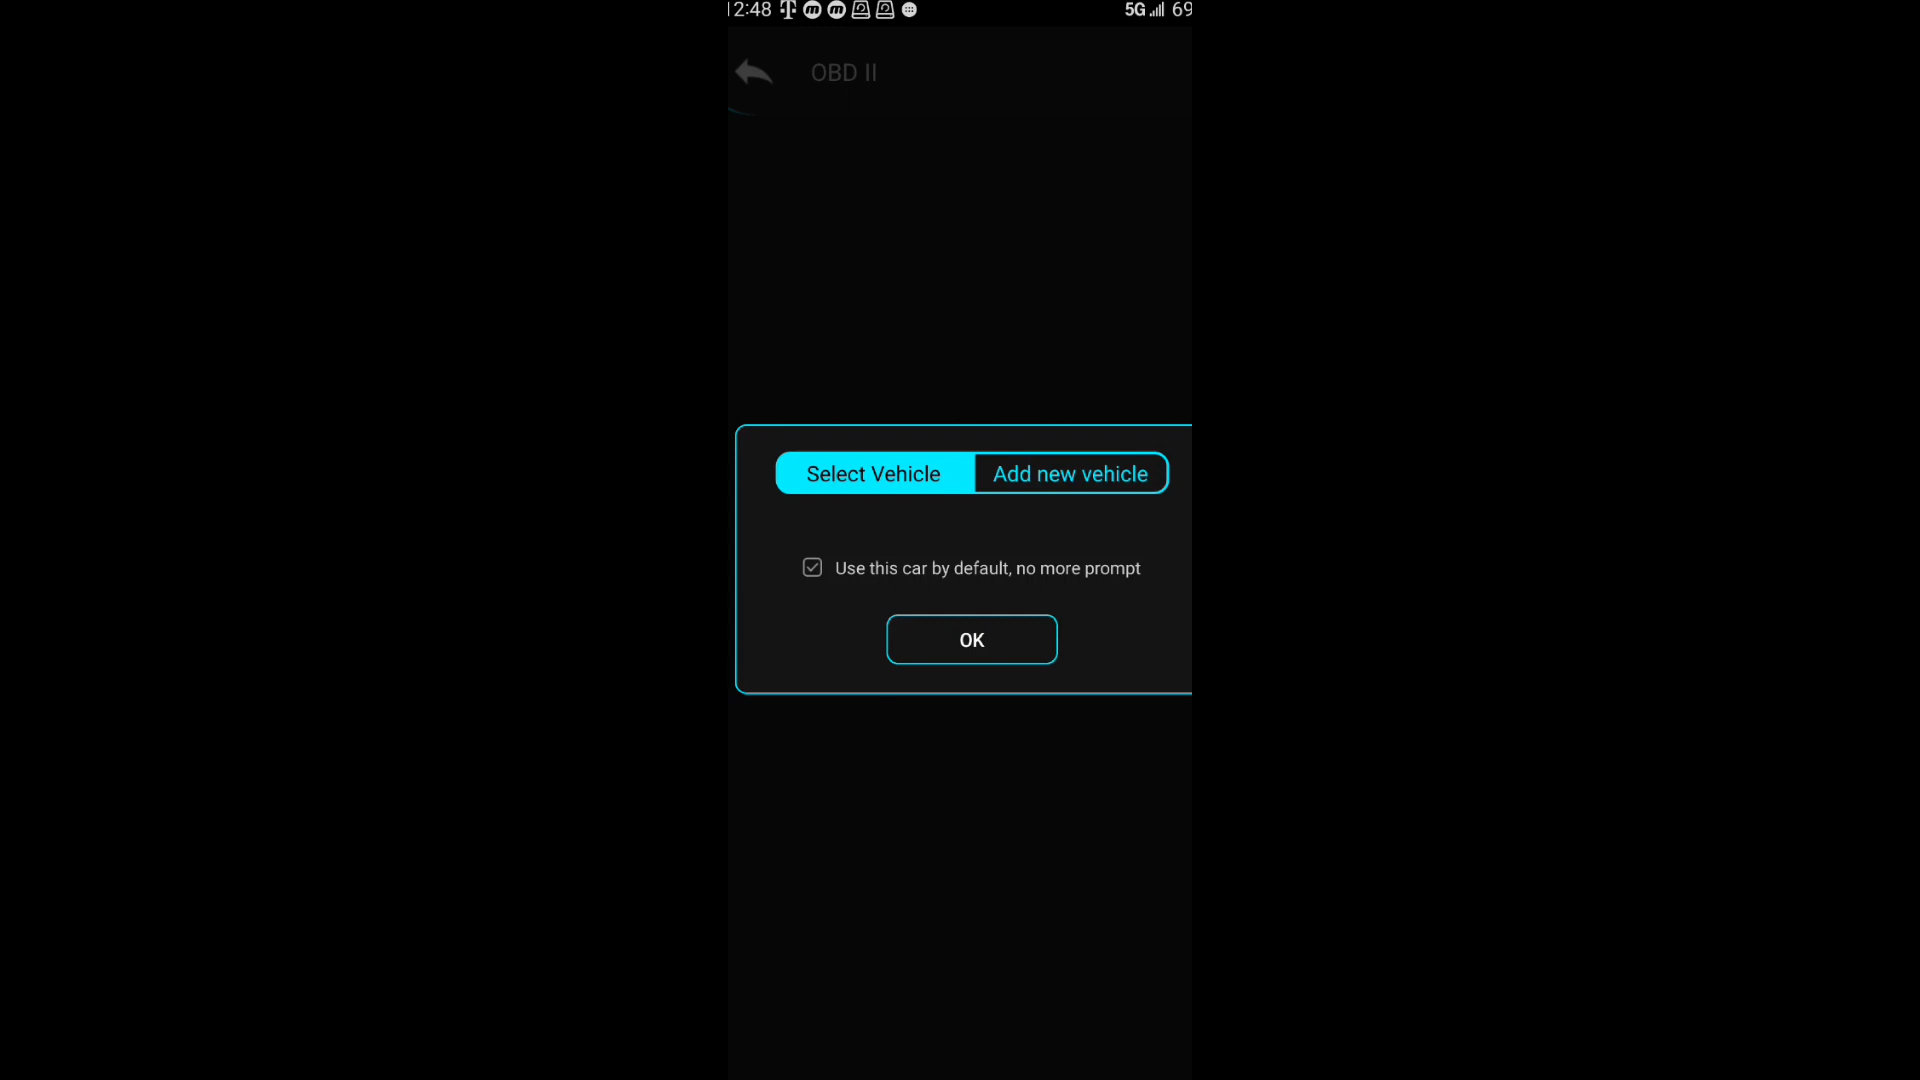 12:48 5G 69
OBD II
Select Vehicle Add new vehicle
Use this car by default, no more prompt
OK